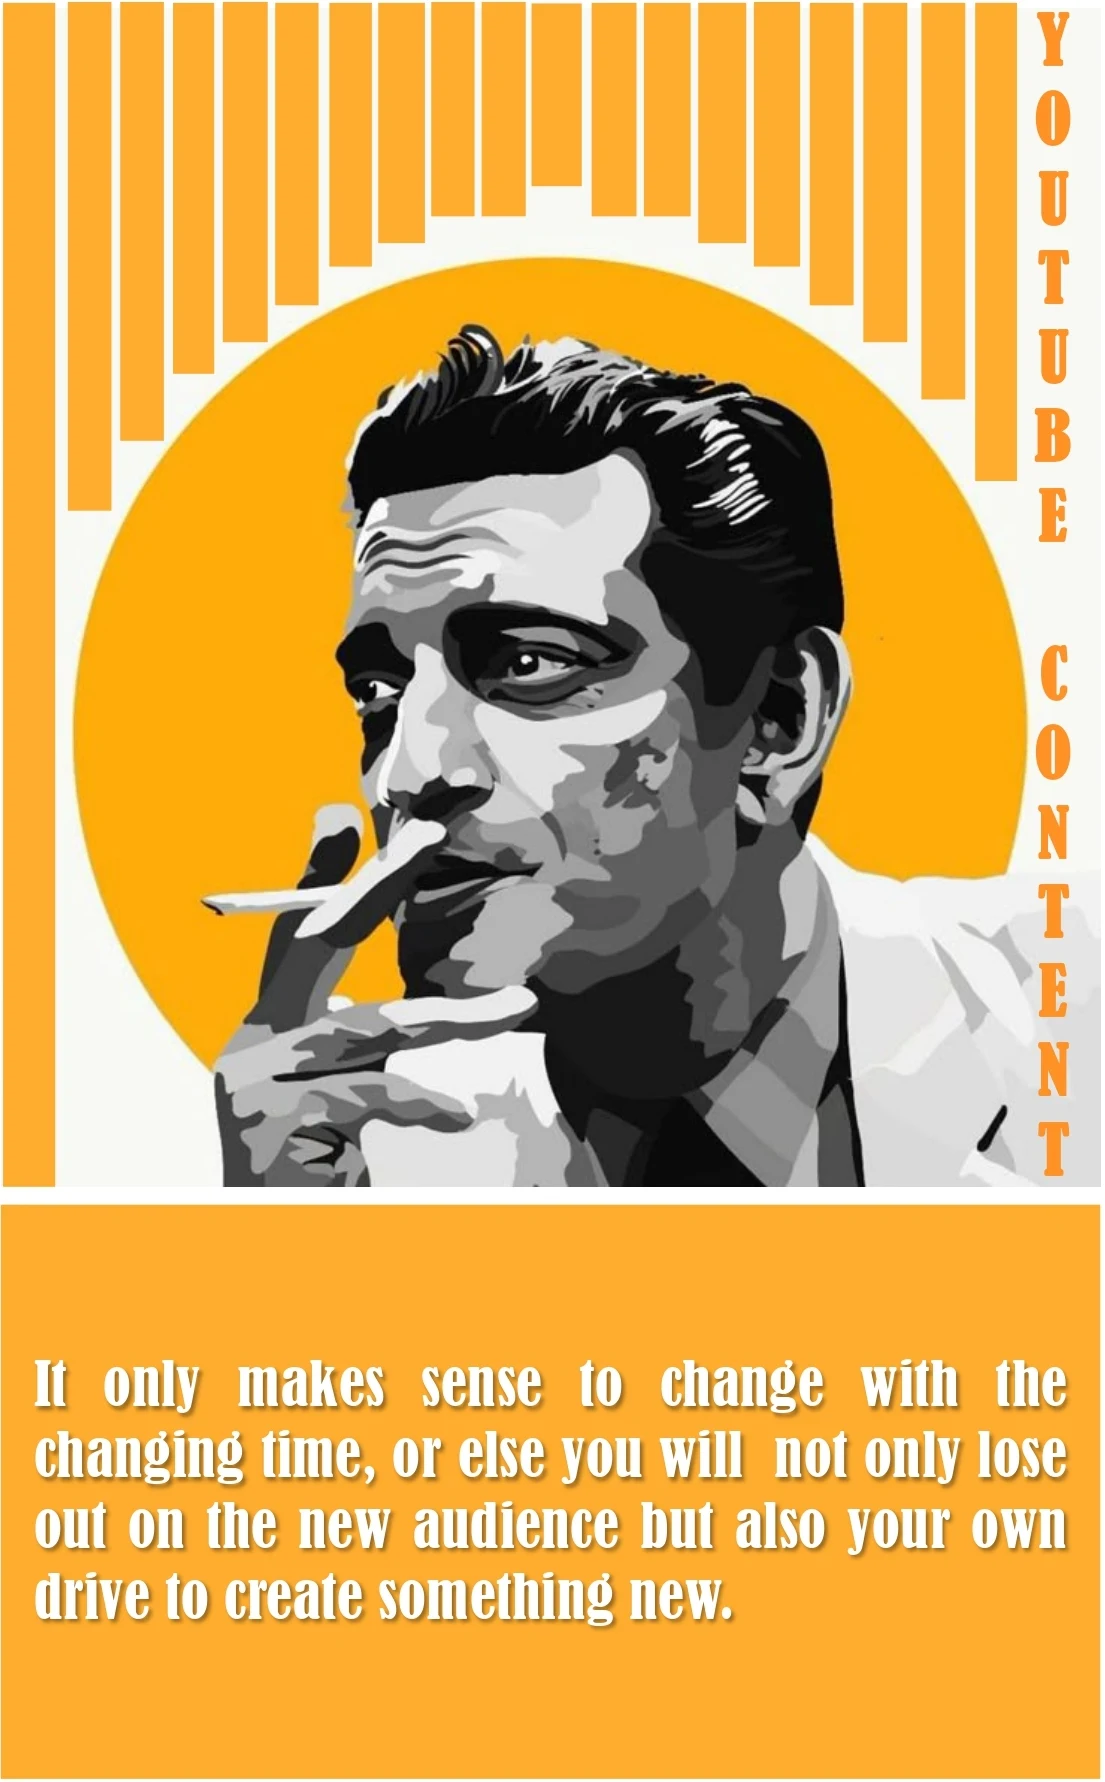 YOUTUBE CONTENT
It only makes sense to change with the
changing time, or else you will not only lose
out on the new audience but also your own
drive to create something new.